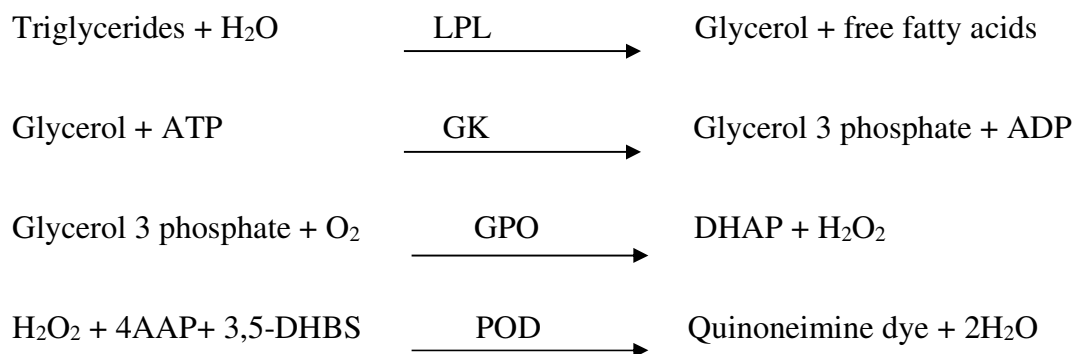 Triglycerides + H₂O LPL Glycerol + free fatty acids
Glycerol + ATP GK Glycerol 3 phosphate + ADP
Glycerol 3 phosphate + O₂ GPO DHAP + H₂O₂
H₂O₂ + 4AAP+ 3,5-DHBS POD Quinoneimine dye + 2H₂O